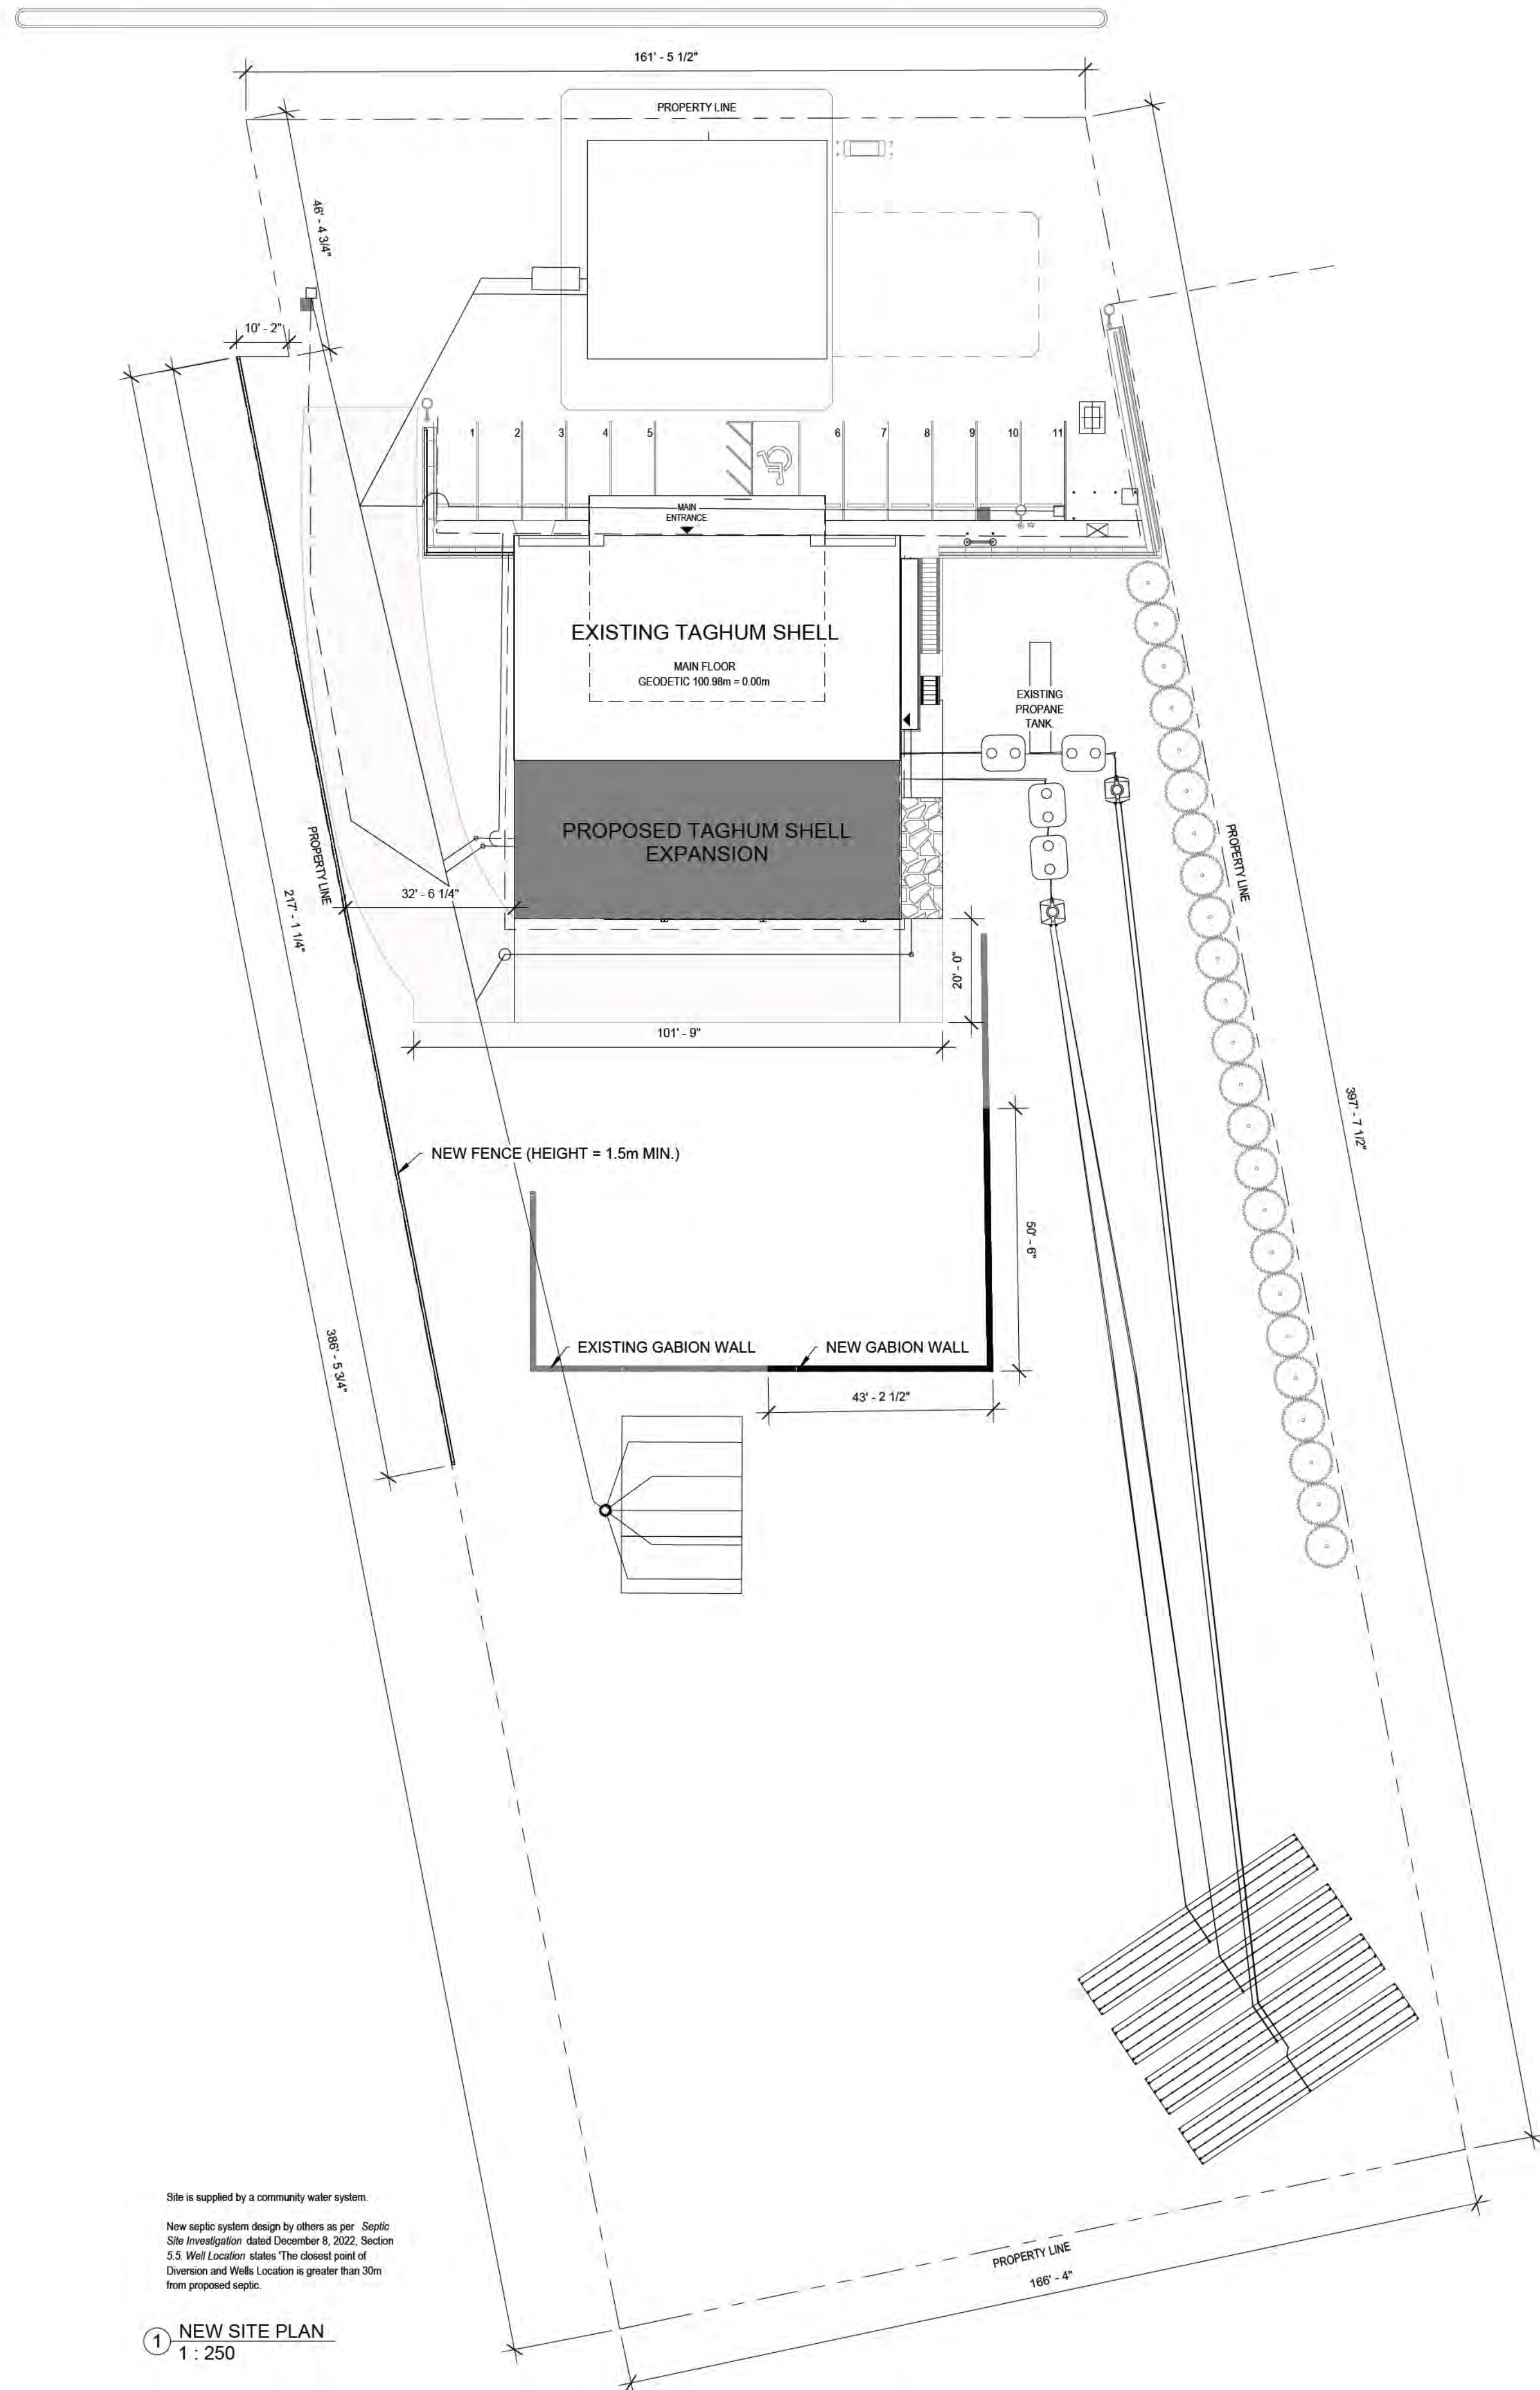 161' - 5 1/2"
PROPERTY LINE
46' - 4 3/4"
10' - 2"
1 2 3 4 5 6 7 8 9 10 11
MAIN
ENTRANCE
EXISTING TAGHUM SHELL
MAIN FLOOR
GEODETIC 100.98m = 0.00m
EXISTING
PROPANE
TANK
PROPOSED TAGHUM SHELL
EXPANSION
PROPERTY LINE
PROPERTY LINE
32' - 6 1/4"
217' - 1 1/4"
20' - 0"
101' - 9"
397' - 7 1/2"
NEW FENCE (HEIGHT = 1.5m MIN.)
50' - 6"
386' - 5 3/4"
EXISTING GABION WALL
NEW GABION WALL
43' - 2 1/2"
Site is supplied by a community water system.
New septic system design by others as per Septic
Site Investigation dated December 8, 2022, Section
5.5. Well Location states 'The closest point of
Diversion and Wells Location is greater than 30m
from proposed septic.
PROPERTY LINE
166' - 4"
1 NEW SITE PLAN
1 : 250